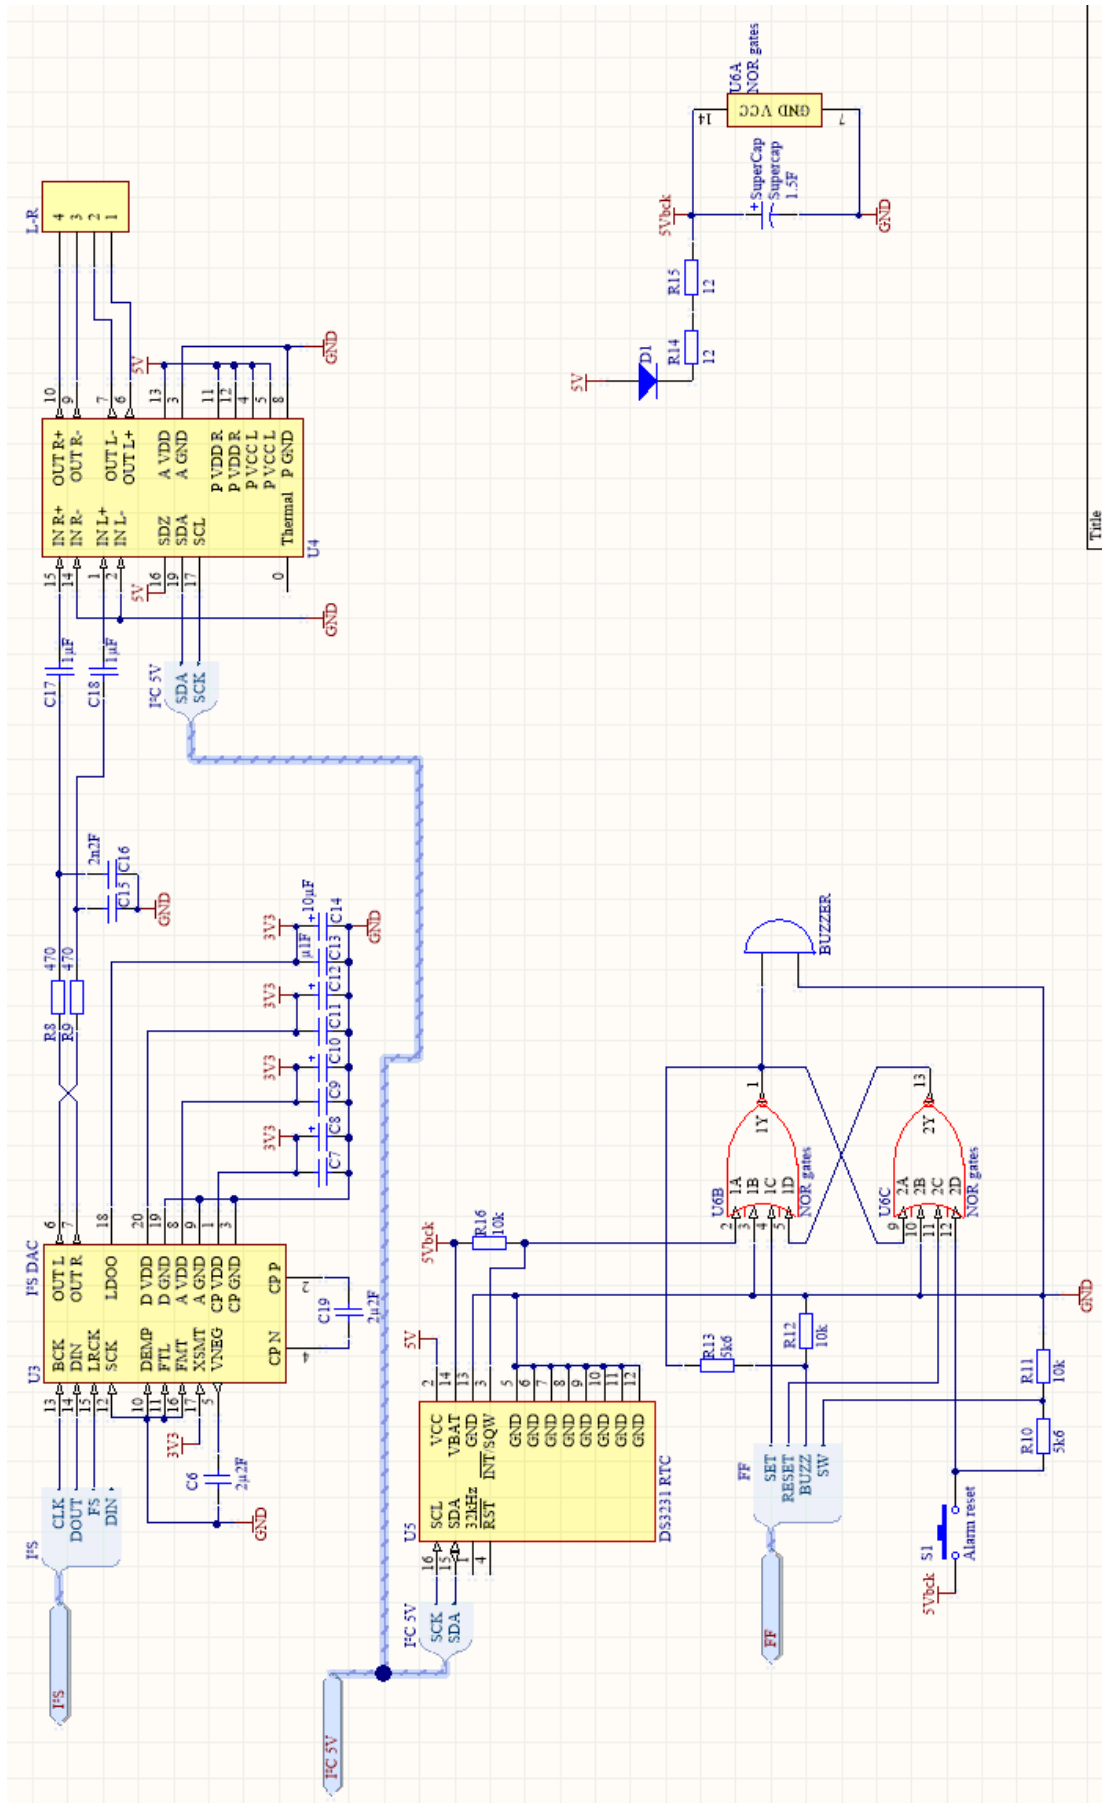 I²S
CLK
DOUT
FS
DIN
I²S
U3
I²S DAC
13
14
15
12
10
11
16
17
5
BCK
DIN
LRCK
SCK
DEMP
FTL
FMT
XSMT
VNEG
CP N
4
OUT L
OUT R
LDOO
D VDD
D GND
A VDD
A GND
CP VDD
CP GND
CP P
2
6
7
18
20
19
8
9
1
3
3V3
C6
2µ2F
GND
C19
2µ2F
R8
470
R9
470
3V3
3V3
3V3
3V3
C7
C8
C9
C10
C11
C12
C13
C14
µ1F
10µF
GND
2n2F
C15
C16
GND
C17
1µF
C18
1µF
I²C 5V
SDA
SCK
5V
GND
15
14
1
2
16
19
17
0
IN R+
IN R-
IN L+
IN L-
SDZ
SDA
SCL
Thermal
U4
OUT R+
OUT R-
OUT L-
OUT L+
A VDD
A GND
P VDD R
P VDD R
P VCC L
P VCC L
P GND
10
9
7
6
13
3
11
12
4
5
8
5V
GND
L-R
4
3
2
1
I²C 5V
I²C 5V
SCK
SDA
U5
16
15
1
4
SCL
SDA
32kHz
RST
VCC
VBAT
GND
INT/SQW
GND
GND
GND
GND
GND
GND
GND
GND
DS3231 RTC
2
14
13
3
5
6
7
8
9
10
11
12
5V
5Vbck
R16
10k
FF
FF
SET
RESET
BUZZ
SW
R13
5k6
R12
10k
R11
10k
R10
5k6
GND
5Vbck
S1
Alarm reset
U6B
2
3
4
5
1A
1B
1C
1D
1Y
1
NOR gates
U6C
9
10
11
12
2A
2B
2C
2D
2Y
13
NOR gates
BUZZER
5V
D1
R14
12
R15
12
5Vbck
+
SuperCap
Supercap
1.5F
GND
U6A
NOR gates
14
GND VCC
7
Title